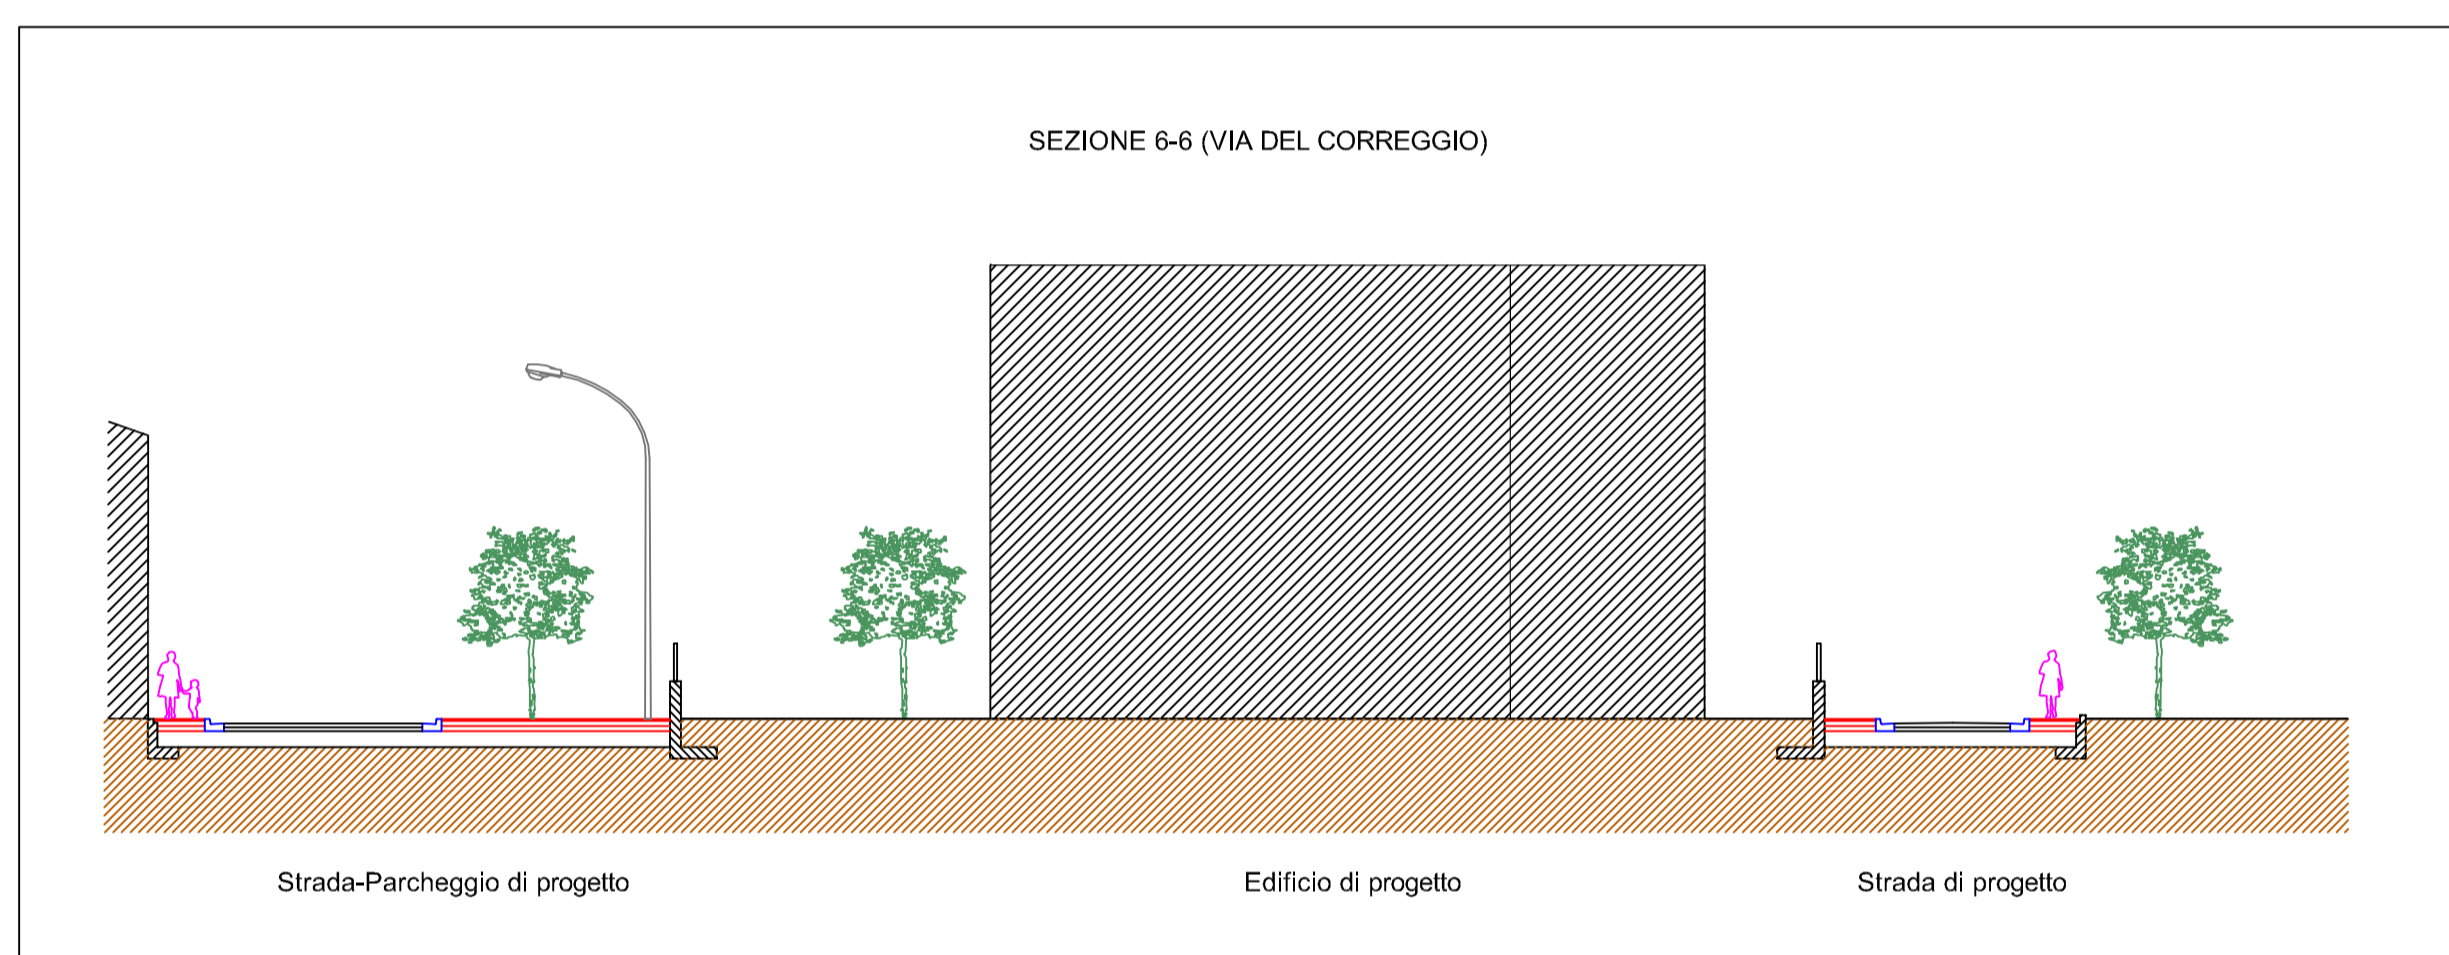 SEZIONE 6-6 (VIA DEL CORREGGIO)
Strada-Parcheggio di progetto
Edificio di progetto
Strada di progetto